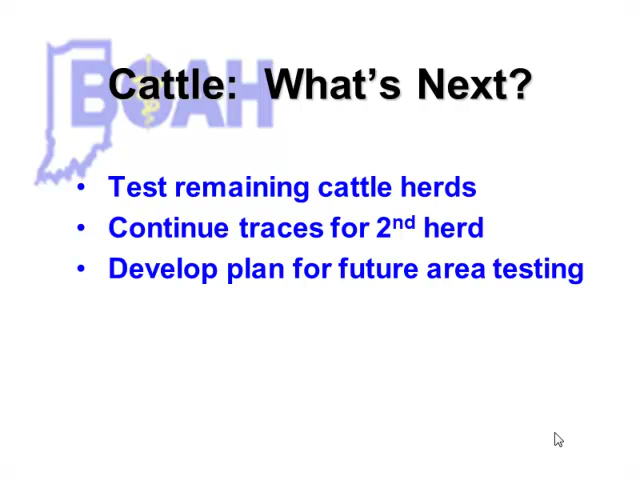 BOAH
Cattle: What's Next?
• Test remaining cattle herds
• Continue traces for 2nd herd
• Develop plan for future area testing